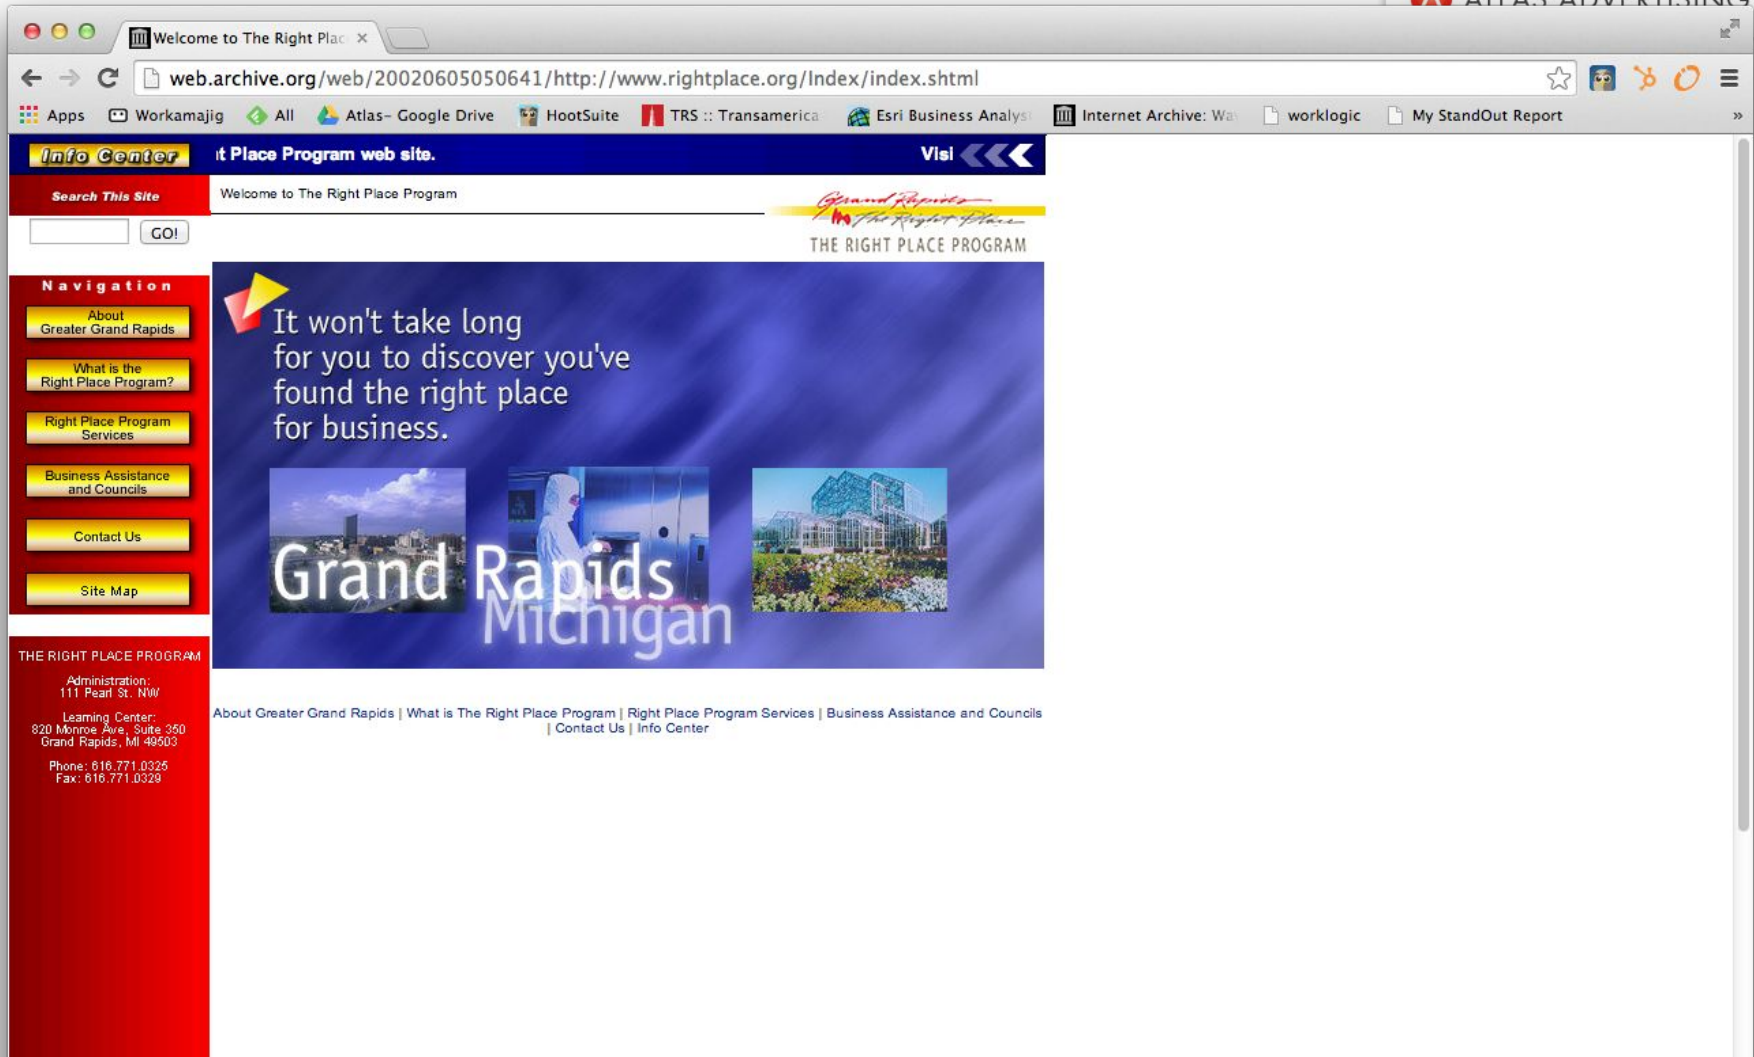 ATLAS ADVERTISING
Welcome to The Right Plac
web.archive.org/web/20020605050641/http://www.rightplace.org/Index/index.shtml
Apps Workamajig All Atlas- Google Drive HootSuite TRS :: Transamerica Esri Business Analys Internet Archive: Wa worklogic My StandOut Report »
Info Center
t Place Program web site. Visi
Search This Site
Welcome to The Right Place Program
GO!
Grand Rapids
The Right Place
THE RIGHT PLACE PROGRAM
Navigation
About
Greater Grand Rapids
What is the
Right Place Program?
Right Place Program
Services
Business Assistance
and Councils
Contact Us
Site Map
It won't take long
for you to discover you've
found the right place
for business.
Grand Rapids
Michigan
THE RIGHT PLACE PROGRAM
Administration:
111 Pearl St. NW
Learning Center:
820 Monroe Ave, Suite 350
Grand Rapids, MI 49503
Phone: 616.771.0325
Fax: 616.771.0329
About Greater Grand Rapids | What is The Right Place Program | Right Place Program Services | Business Assistance and Councils
| Contact Us | Info Center